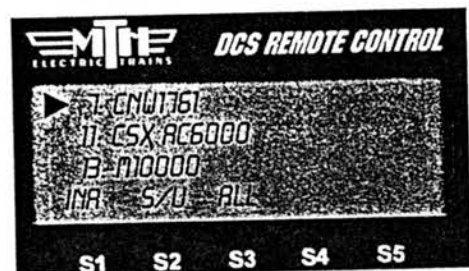 MTH
ELECTRIC TRAINS
DCS REMOTE CONTROL
7. CNW1761
11. CSX AC6000
13. M10000
INA S/U ALL
S1 S2 S3 S4 S5